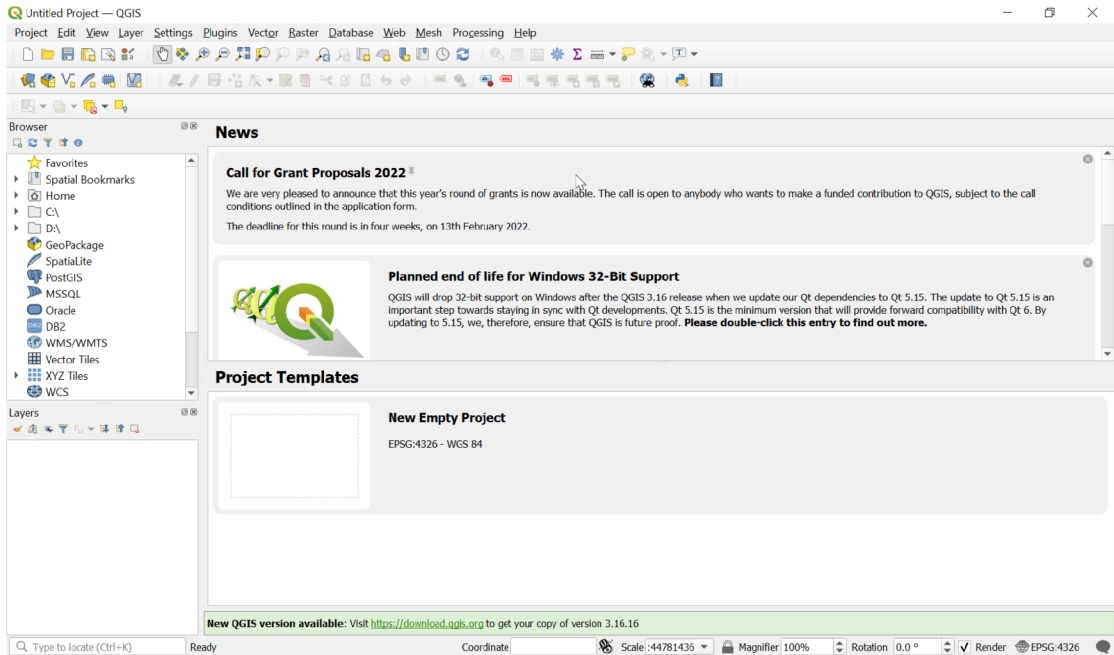 Untitled Project — QGIS
Project Edit View Layer Settings Plugins Vector Raster Database Web Mesh Processing Help
Browser
Favorites
Spatial Bookmarks
Home
C:\
D:\
GeoPackage
SpatiaLite
PostGIS
MSSQL
Oracle
DB2
WMS/WMTS
Vector Tiles
XYZ Tiles
WCS
Layers
News
Call for Grant Proposals 2022
We are very pleased to announce that this year's round of grants is now available. The call is open to anybody who wants to make a funded contribution to QGIS, subject to the call
conditions outlined in the application form.
The deadline for this round is in four weeks, on 13th February 2022.
Planned end of life for Windows 32-Bit Support
QGIS will drop 32-bit support on Windows after the QGIS 3.16 release when we update our Qt dependencies to Qt 5.15. The update to Qt 5.15 is an
important step towards staying in sync with Qt developments. Qt 5.15 is the minimum version that will provide forward compatibility with Qt 6. By
updating to 5.15, we, therefore, ensure that QGIS is future proof. Please double-click this entry to find out more.
Project Templates
New Empty Project
EPSG:4326 - WGS 84
New QGIS version available: Visit https://download.qgis.org to get your copy of version 3.16.16
Type to locate (Ctrl+K) Ready Coordinate Scale :44781436 Magnifier 100% Rotation 0.0 ° Render EPSG:4326